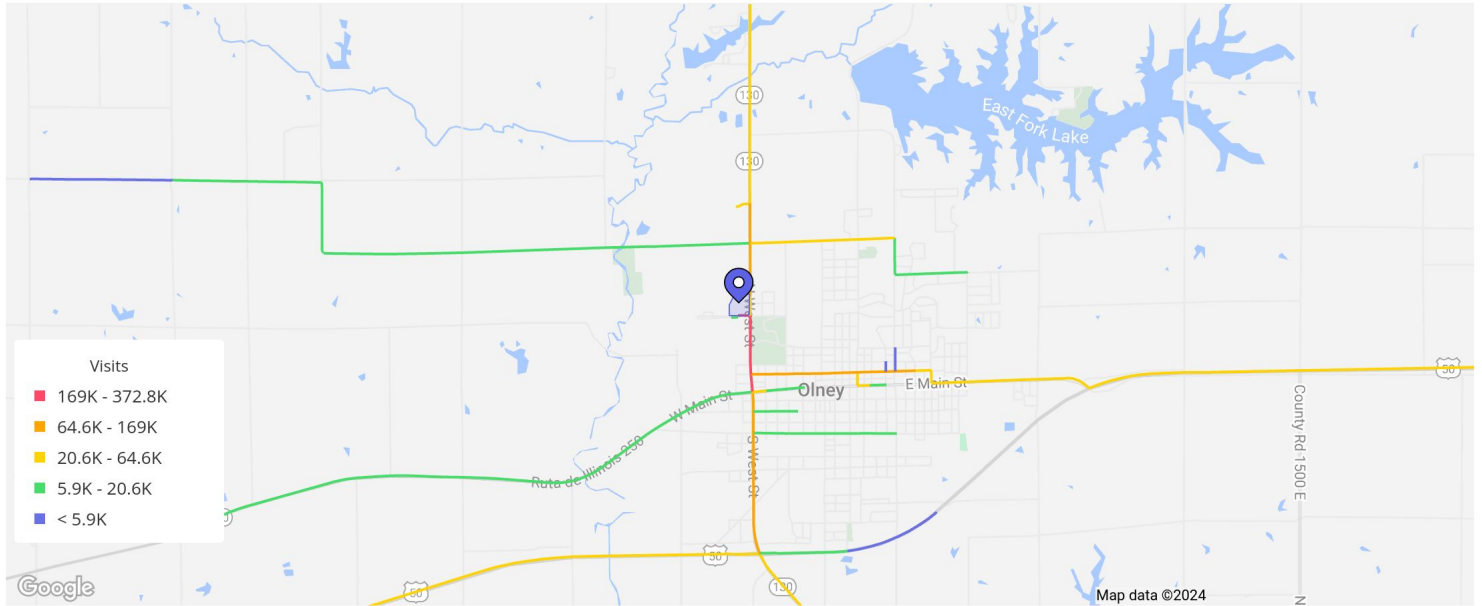 130
East Fork Lake
130
N West St
50
Visits
169K - 372.8K
64.6K - 169K
20.6K - 64.6K
5.9K - 20.6K
< 5.9K
Olney
E Main St
W Main St
County Rd 1500 E
Ruta de Illinois 250
S West St
50
50
130
Google
Map data ©2024
N